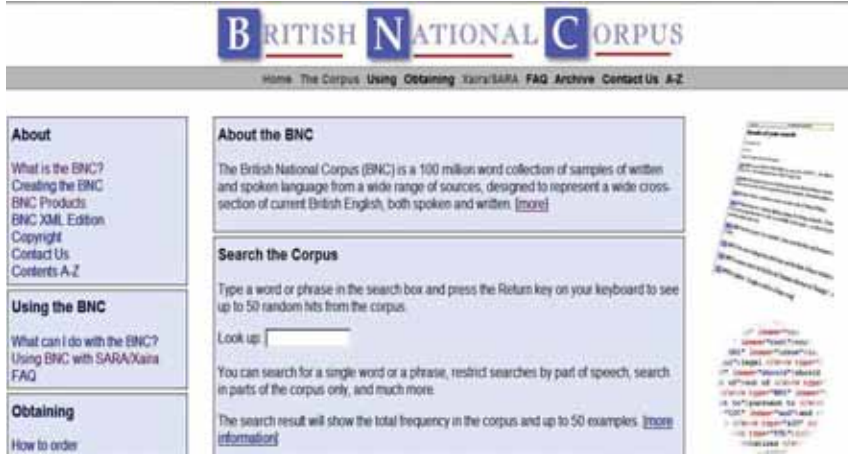 BRITISH NATIONAL CORPUS
Home The Corpus Using Obtaining Xaira/SARA FAQ Archive Contact Us A-Z
About
What is the BNC?
Creating the BNC
BNC Products
BNC XML Edition
Copyright
Contact Us
Contents A-Z
Using the BNC
What can I do with the BNC?
Using BNC with SARA/Xaira
FAQ
Obtaining
How to order
About the BNC
The British National Corpus (BNC) is a 100 million word collection of samples of written
and spoken language from a wide range of sources, designed to represent a wide cross-
section of current British English, both spoken and written. [more]
Search the Corpus
Type a word or phrase in the search box and press the Return key on your keyboard to see
up to 50 random hits from the corpus.
Look up:
You can search for a single word or a phrase, restrict searches by part of speech, search
in parts of the corpus only, and much more.
The search result will show the total frequency in the corpus and up to 50 examples. [more
information]